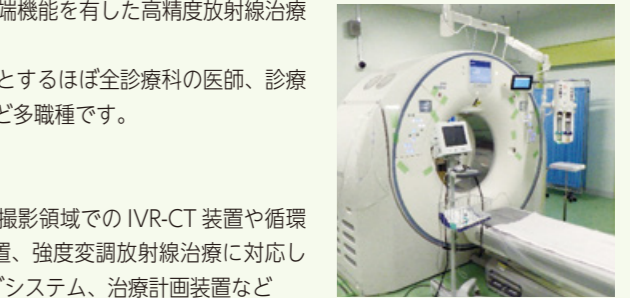 端機能を有した高精度放射線治療
とするほぼ全診療科の医師、診療
ど多職種です。
撮影領域での IVR-CT 装置や循環
置、強度変調放射線治療に対応し
グシステム、治療計画装置など